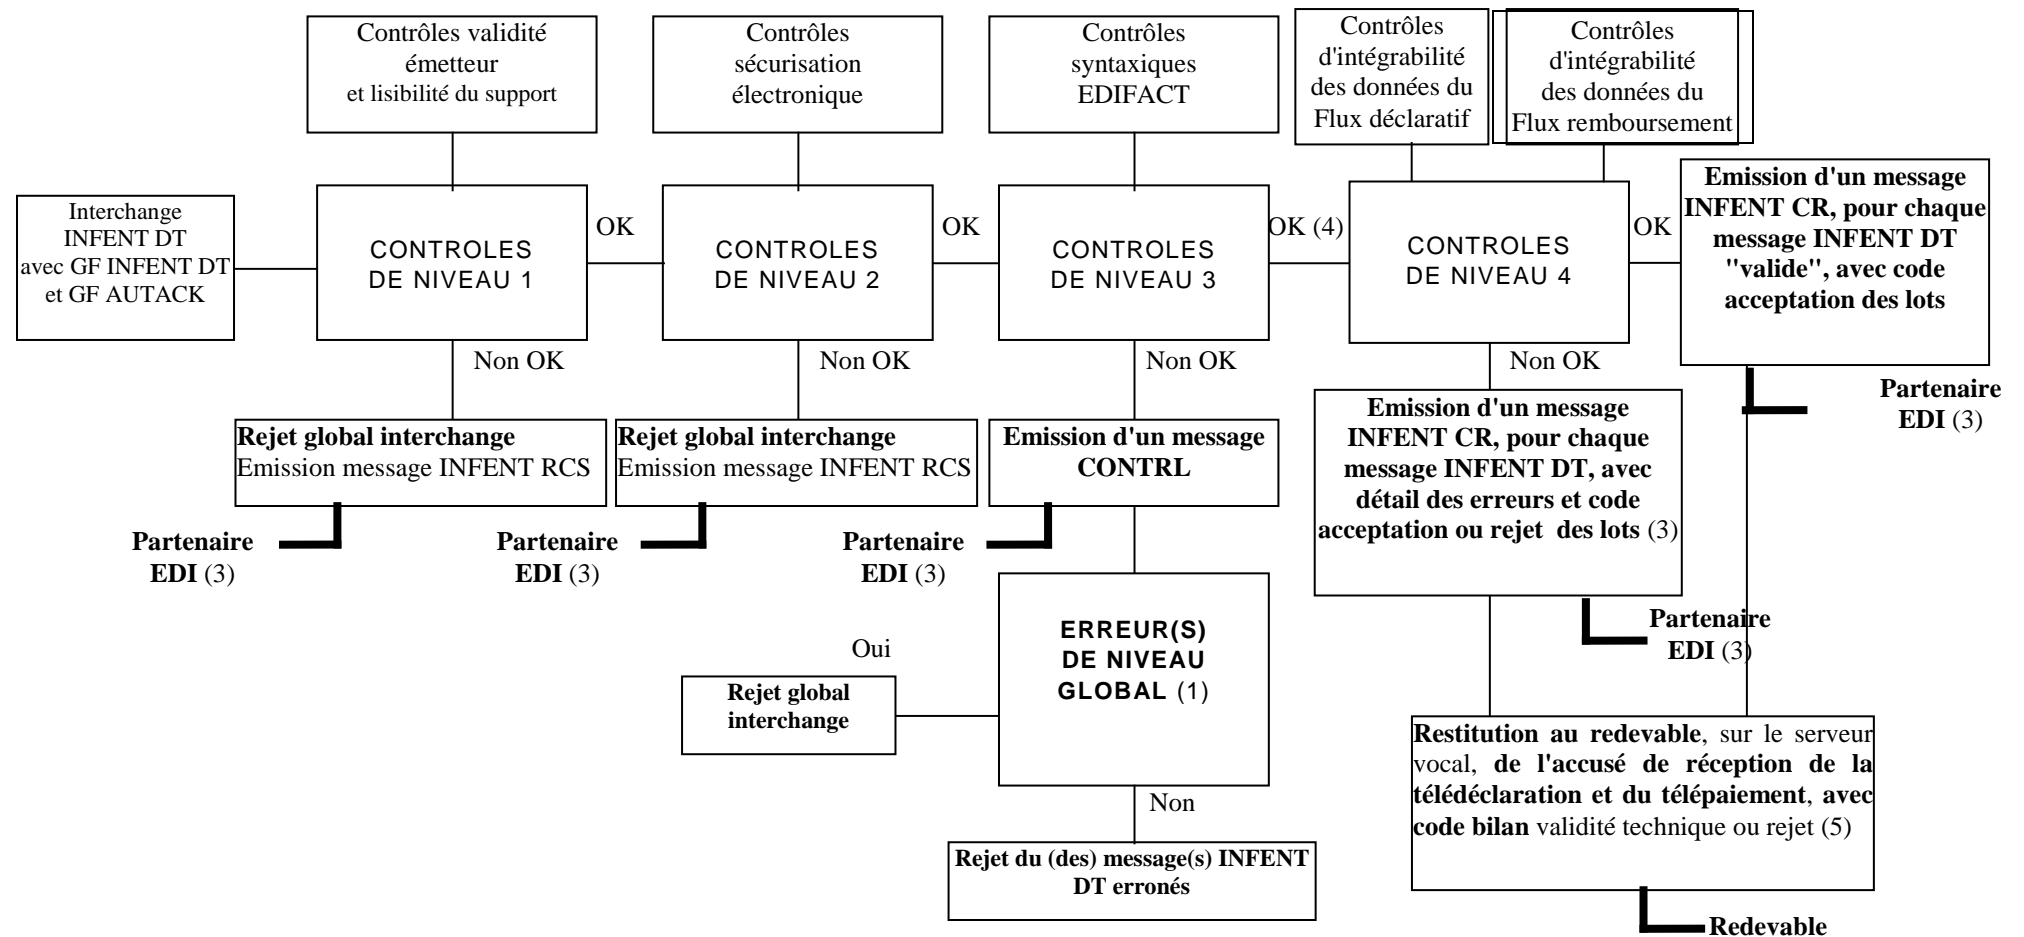 Contrôles validité
émetteur
et lisibilité du support
Contrôles
sécurisation
électronique
Contrôles
syntaxiques
EDIFACT
Contrôles
d'intégrabilité
des données du
Flux déclaratif
Contrôles
d'intégrabilité
des données du
Flux remboursement
Interchange
INFENT DT
avec GF INFENT DT
et GF AUTACK
CONTROLES
DE NIVEAU 1
OK
CONTROLES
DE NIVEAU 2
OK
CONTROLES
DE NIVEAU 3
OK (4)
CONTROLES
DE NIVEAU 4
OK
Emission d'un message
INFENT CR, pour chaque
message INFENT DT
"valide", avec code
acceptation des lots
Non OK
Non OK
Non OK
Non OK
Partenaire
EDI (3)
Rejet global interchange
Emission message INFENT RCS
Rejet global interchange
Emission message INFENT RCS
Emission d'un message
CONTRL
Emission d'un message
INFENT CR, pour chaque
message INFENT DT, avec
détail des erreurs et code
acceptation ou rejet des lots (3)
Partenaire
EDI (3)
Partenaire
EDI (3)
Partenaire
EDI (3)
Partenaire
EDI (3)
ERREUR(S)
DE NIVEAU
GLOBAL (1)
Oui
Rejet global
interchange
Non
Rejet du (des) message(s) INFENT
DT erronés
Restitution au redevable, sur le serveur
vocal, de l'accusé de réception de la
télédéclaration et du télépaiement, avec
code bilan validité technique ou rejet (5)
Redevable